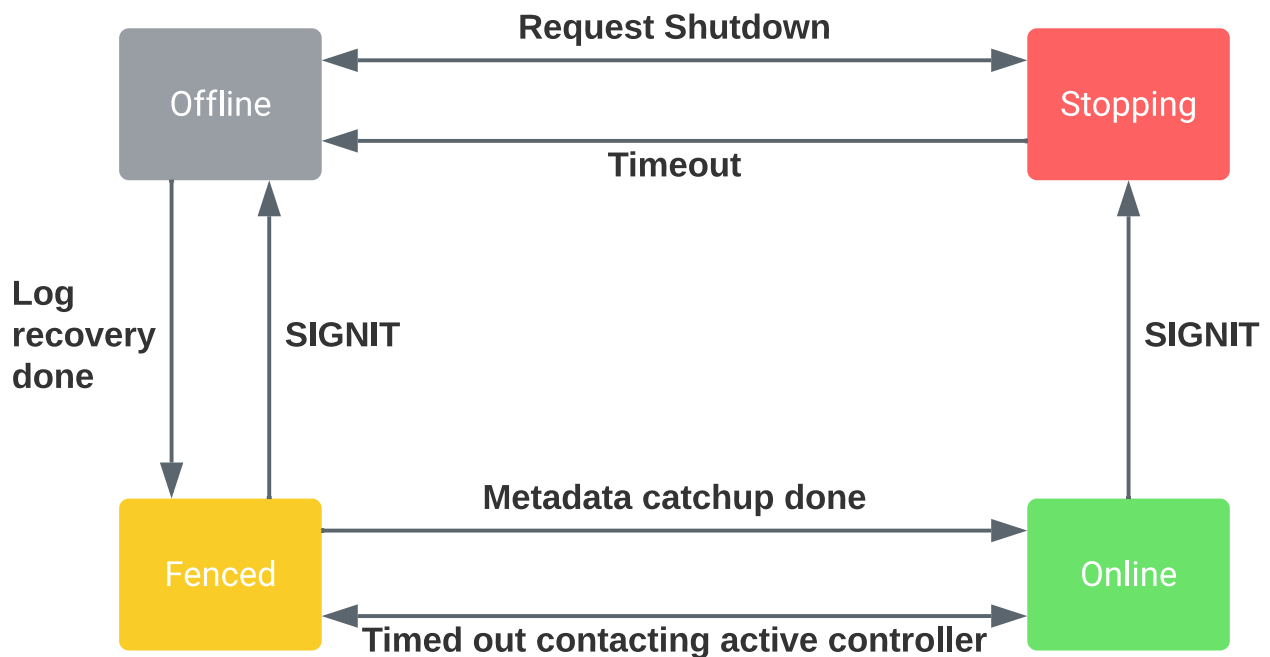 Request Shutdown
Offline
Stopping
Timeout
Log
recovery
done
SIGNIT
SIGNIT
Metadata catchup done
Fenced
Online
Timed out contacting active controller